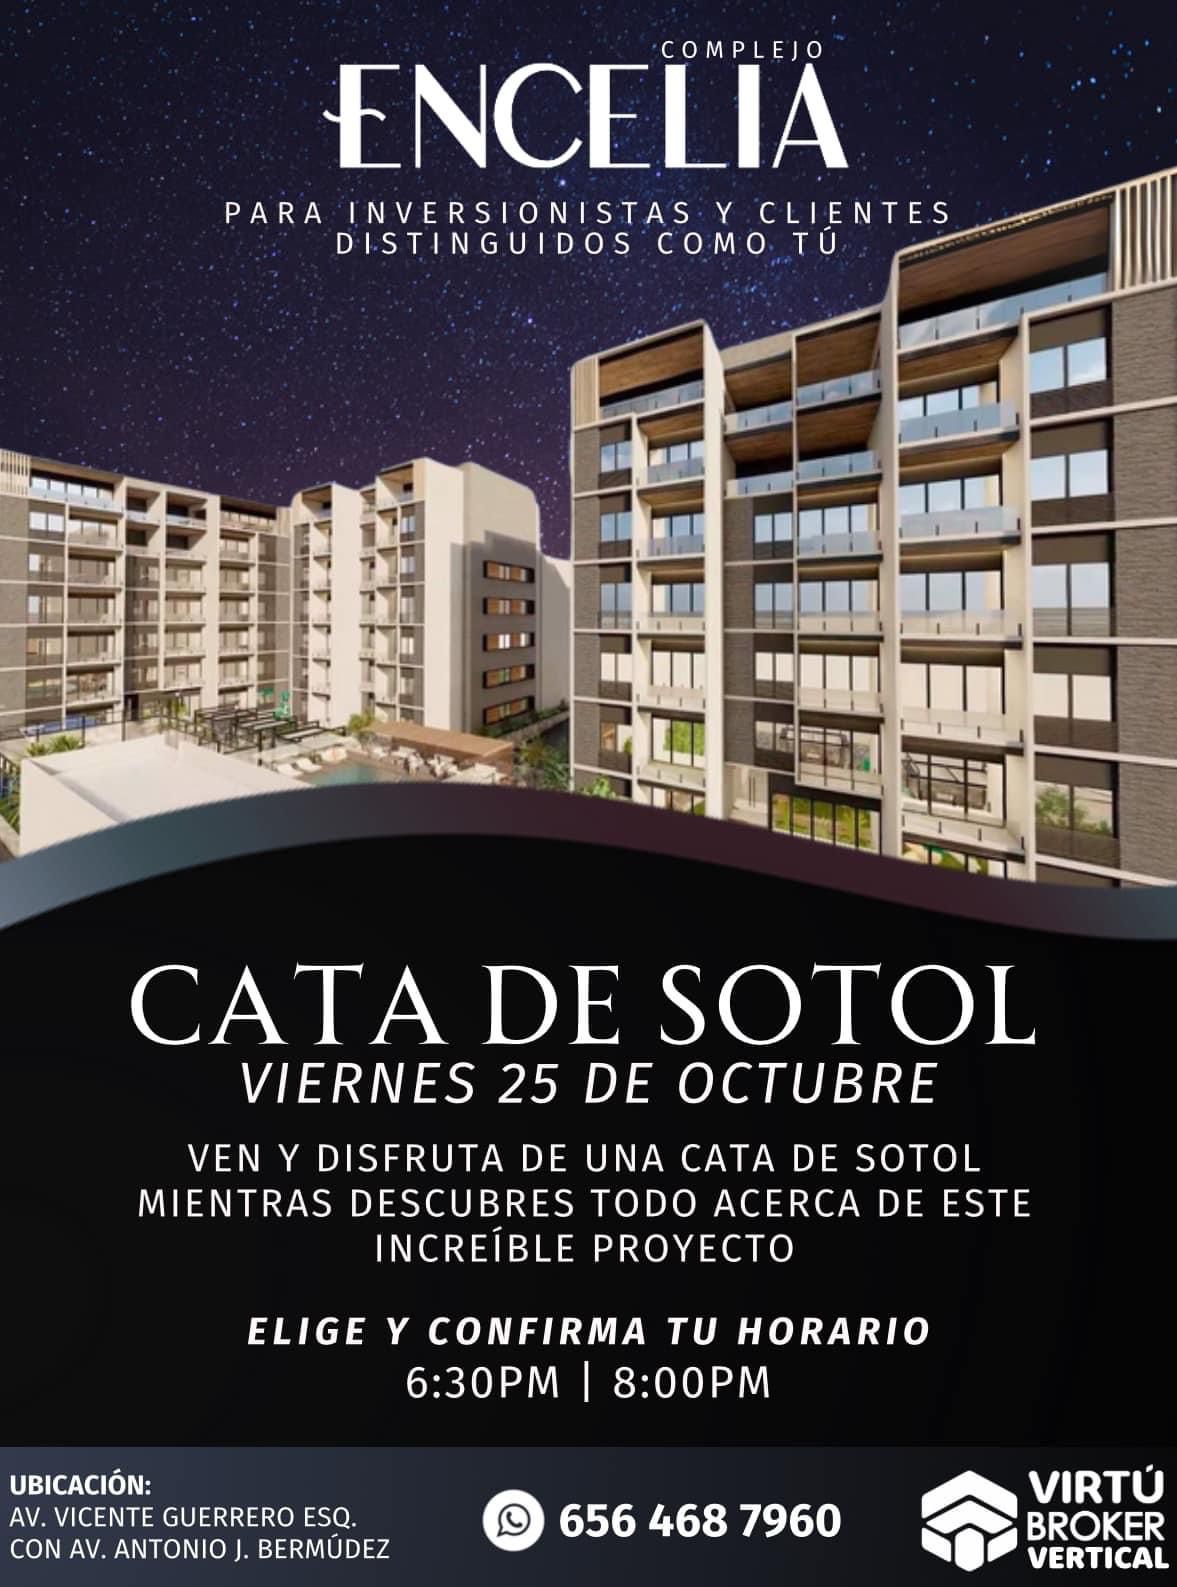 COMPLEJO
ENCELIA
PARA INVERSIONISTAS Y CLIENTES
DISTINGUIDOS COMO TÚ
CATA DE SOTOL
VIERNES 25 DE OCTUBRE
VEN Y DISFRUTA DE UNA CATA DE SOTOL
MIENTRAS DESCUBRES TODO ACERCA DE ESTE
INCREÍBLE PROYECTO
ELIGE Y CONFIRMA TU HORARIO
6:30PM | 8:00PM
UBICACIÓN:
AV. VICENTE GUERRERO ESQ.
CON AV. ANTONIO J. BERMÚDEZ
656 468 7960
VIRTÚ
BROKER
VERTICAL